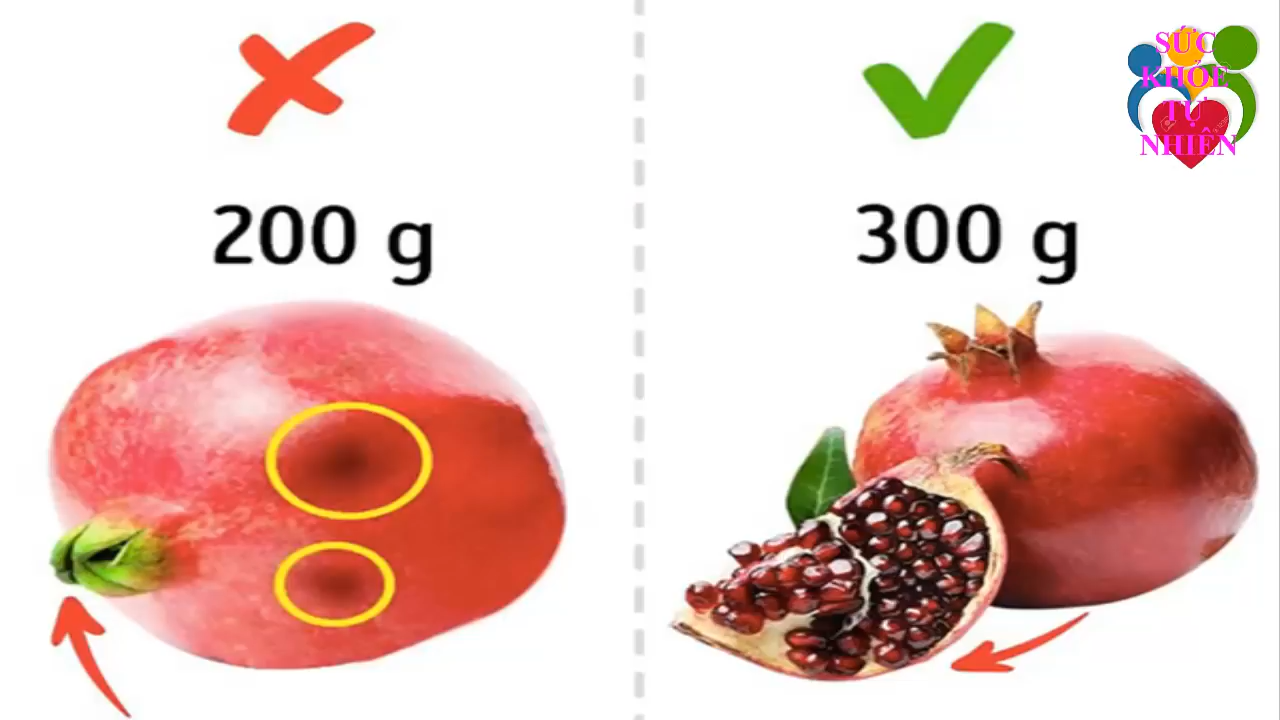 200 g
300 g
SỨC
KHỎE
TỰ
NHIÊN